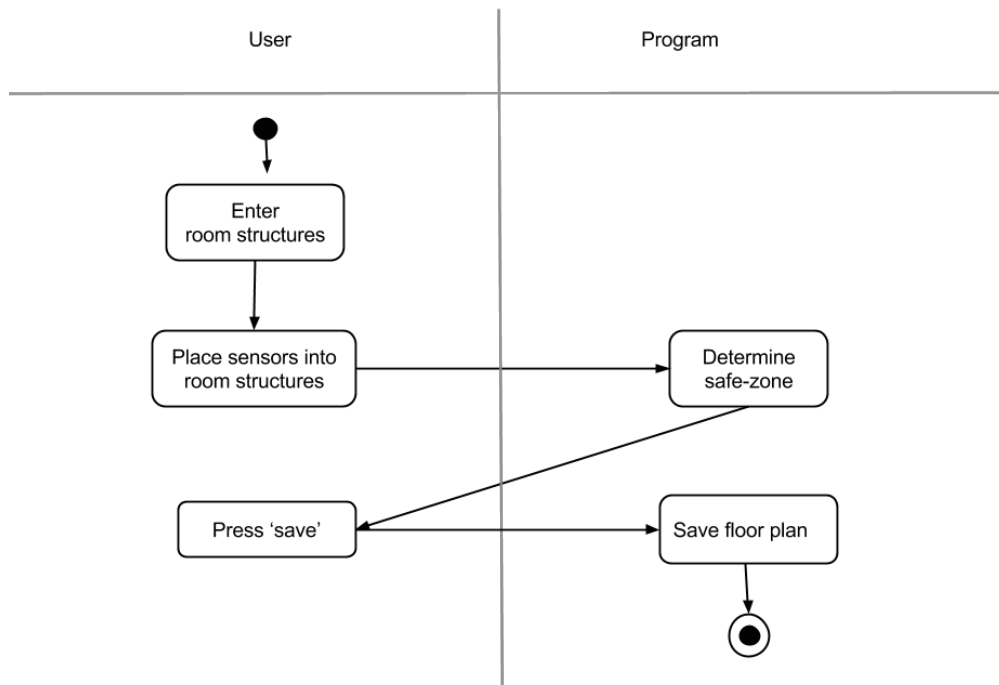 User
Program
Enter
room structures
Place sensors into
room structures
Determine
safe-zone
Press ‘save’
Save floor plan